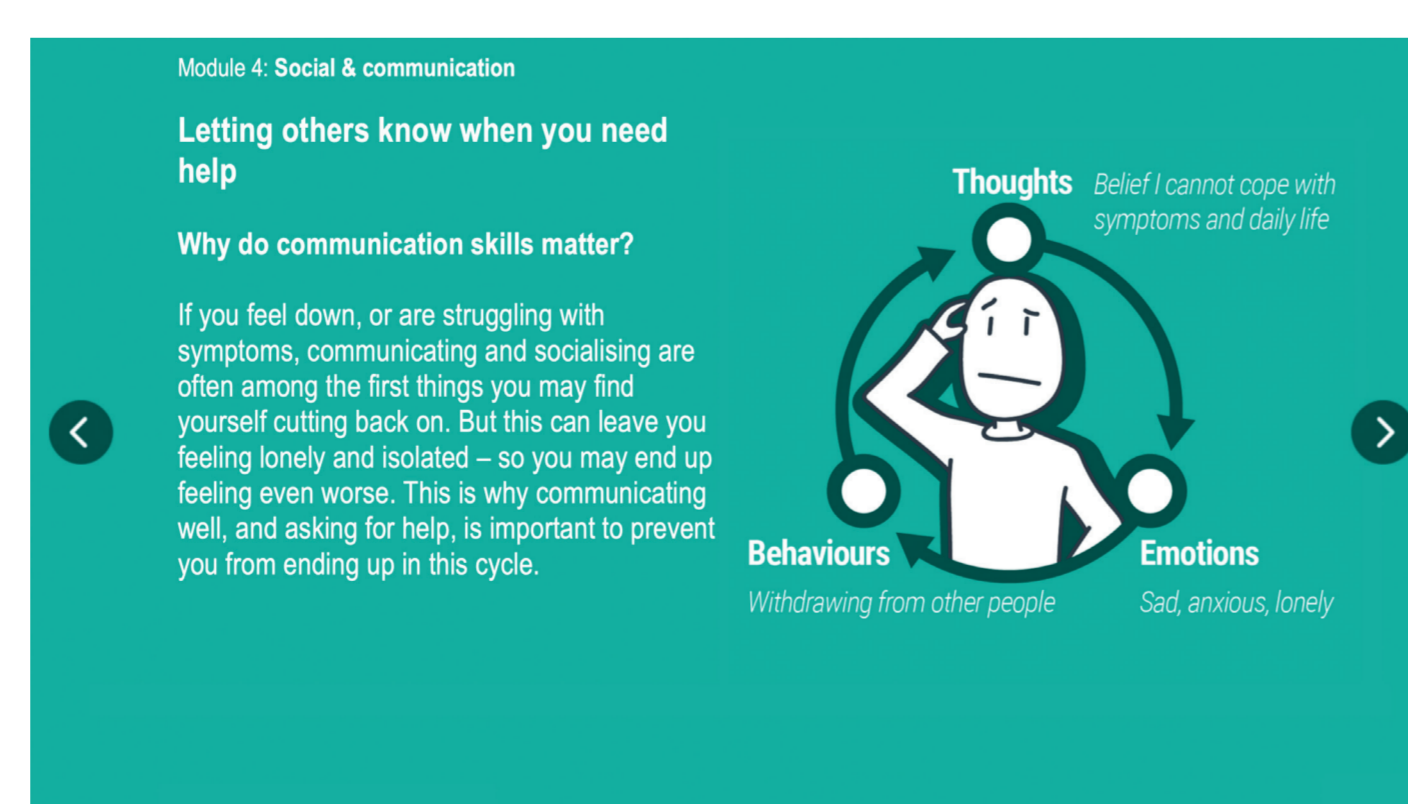 Module 4: Social & communication
Letting others know when you need
help
Why do communication skills matter?
If you feel down, or are struggling with
symptoms, communicating and socialising are
often among the first things you may find
yourself cutting back on. But this can leave you
feeling lonely and isolated – so you may end up
feeling even worse. This is why communicating
well, and asking for help, is important to prevent
you from ending up in this cycle.
Thoughts
Belief I cannot cope with
symptoms and daily life
Behaviours
Withdrawing from other people
Emotions
Sad, anxious, lonely